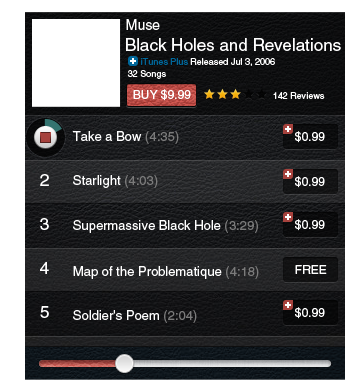 Muse
Black Holes and Revelations
iTunes Plus Released Jul 3, 2006
32 Songs
BUY $9.99 142 Reviews
Take a Bow (4:35) $0.99
2 Starlight (4:03) $0.99
3 Supermassive Black Hole (3:29) $0.99
4 Map of the Problematique (4:18) FREE
5 Soldier's Poem (2:04) $0.99